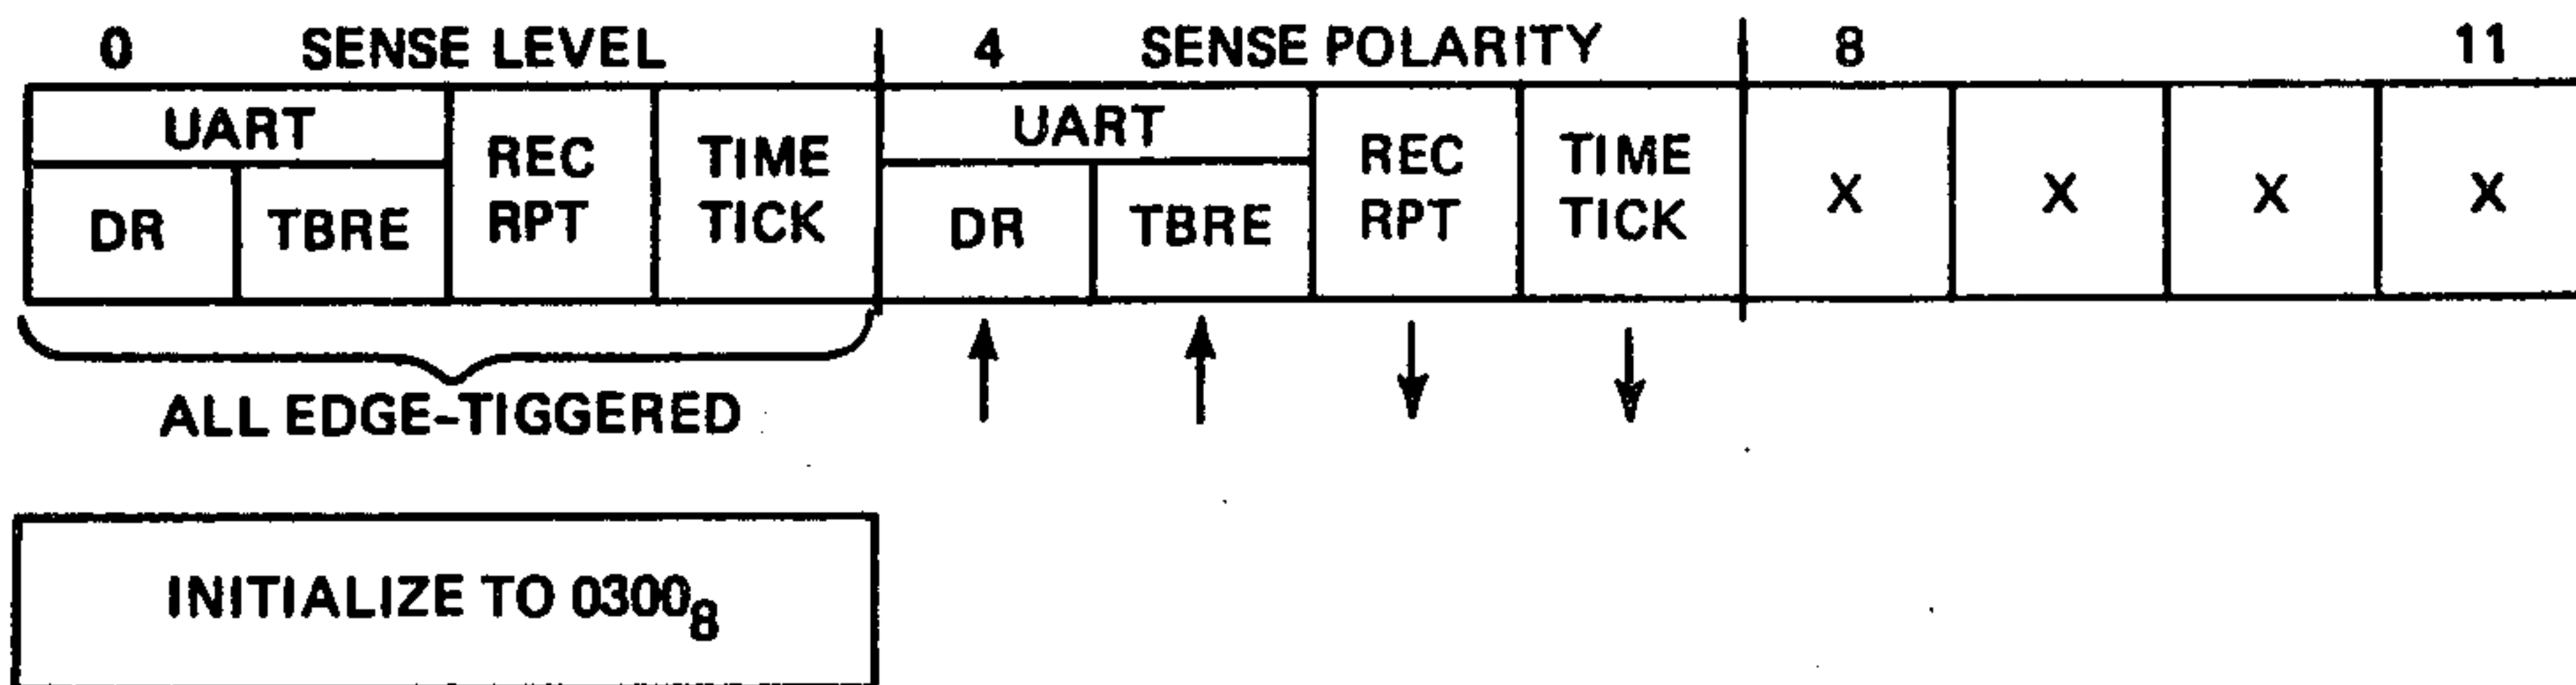 0 SENSE LEVEL 4 SENSE POLARITY 8 11
UART REC RPT TIME TICK UART REC RPT TIME TICK X X X X
DR TBRE DR TBRE
ALL EDGE-TIGGERED
INITIALIZE TO 0300₈